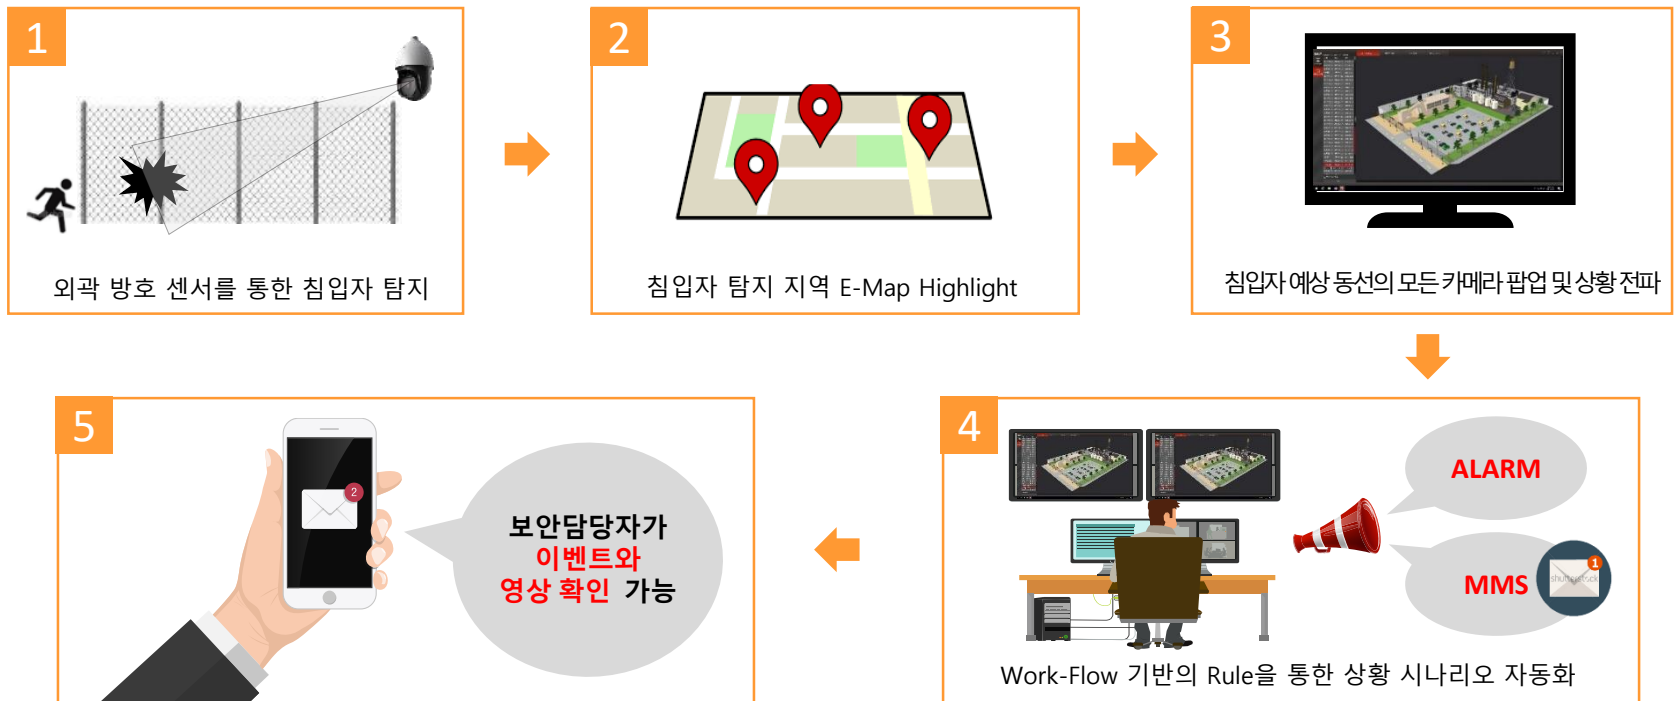 1
외곽 방호 센서를 통한 침입자 탐지
2
침입자 탐지 지역 E-Map Highlight
3
침입자 예상 동선의 모든 카메라 팝업 및 상황 전파
4
ALARM
MMS
1
shutterstock
Work-Flow 기반의 Rule을 통한 상황 시나리오 자동화
5
2
보안담당자가
이벤트와
영상 확인 가능